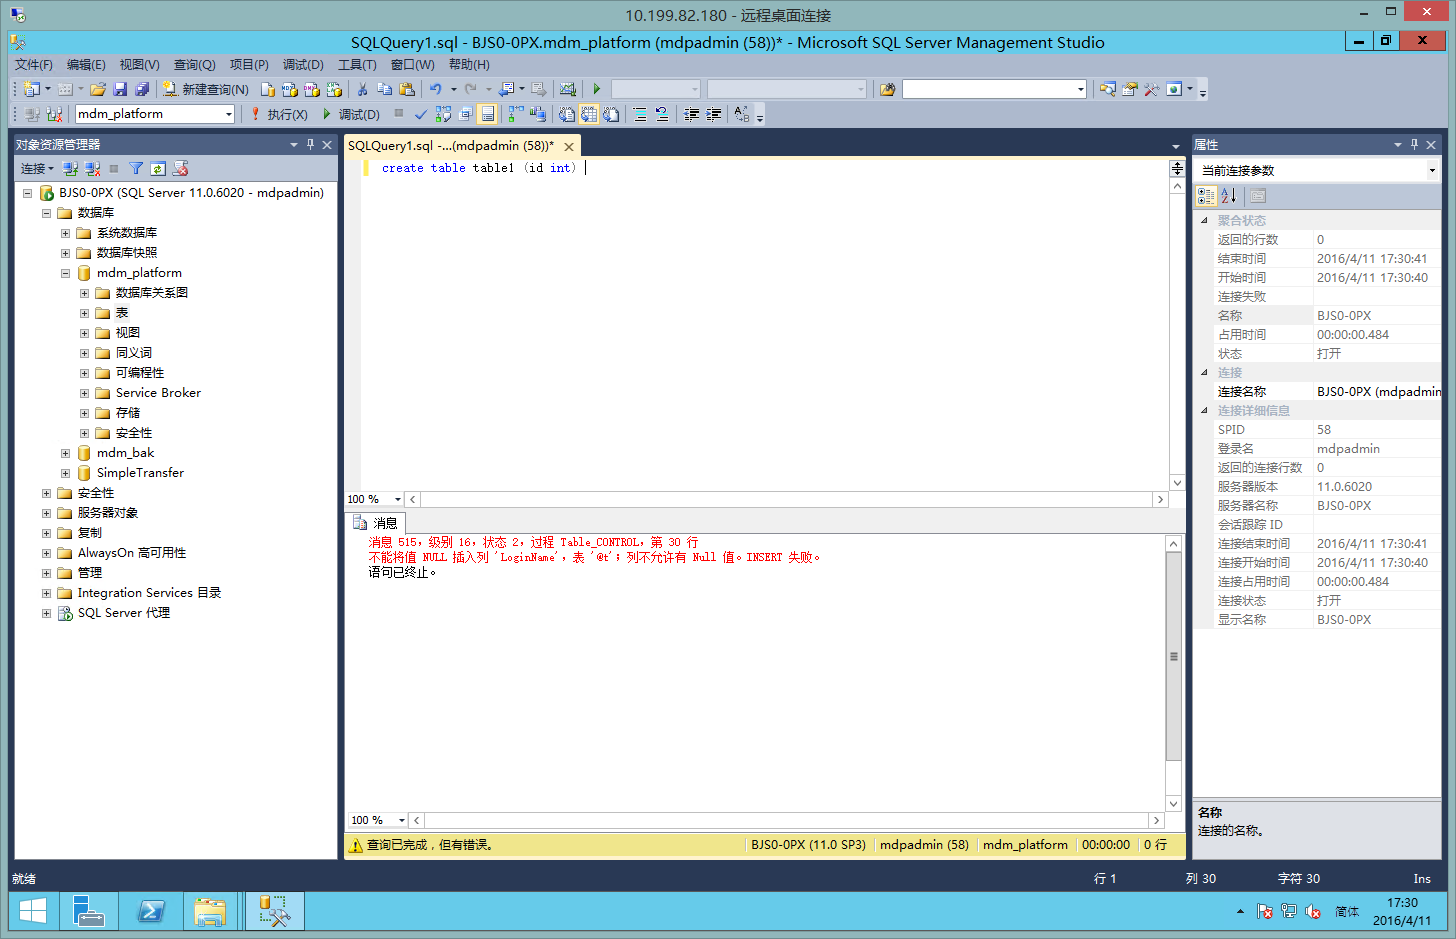 10.199.82.180 - 远程桌面连接
SQLQuery1.sql - BJS0-0PX.mdm_platform (mdpadmin (58))* - Microsoft SQL Server Management Studio
文件(F) 编辑(E) 视图(V) 查询(Q) 项目(P) 调试(D) 工具(T) 窗口(W) 帮助(H)
新建查询(N)
mdm_platform 执行(X) 调试(D)
对象资源管理器
连接
BJS0-0PX (SQL Server 11.0.6020 - mdpadmin)
数据库
系统数据库
数据库快照
mdm_platform
数据库关系图
表
视图
同义词
可编程性
Service Broker
存储
安全性
mdm_bak
SimpleTransfer
安全性
服务器对象
复制
AlwaysOn 高可用性
管理
Integration Services 目录
SQL Server 代理
SQLQuery1.sql -...(mdpadmin (58))*
create table table1 (id int)
100 %
消息
消息 515，级别 16，状态 2，过程 Table_CONTROL，第 30 行
不能将值 NULL 插入列 'LoginName'，表 '@t'；列不允许有 Null 值。INSERT 失败。
语句已终止。
100 %
查询已完成，但有错误。 BJS0-0PX (11.0 SP3) mdpadmin (58) mdm_platform 00:00:00 0 行
属性
当前连接参数
聚合状态
返回的行数 0
结束时间 2016/4/11 17:30:41
开始时间 2016/4/11 17:30:40
连接失败
名称 BJS0-0PX
占用时间 00:00:00.484
状态 打开
连接
连接名称 BJS0-0PX (mdpadmin
连接详细信息
SPID 58
登录名 mdpadmin
返回的连接行数 0
服务器版本 11.0.6020
服务器名称 BJS0-0PX
会话跟踪 ID
连接结束时间 2016/4/11 17:30:41
连接开始时间 2016/4/11 17:30:40
连接占用时间 00:00:00.484
连接状态 打开
显示名称 BJS0-0PX
名称
连接的名称。
就绪 行 1 列 30 字符 30 Ins
简体 17:30
2016/4/11